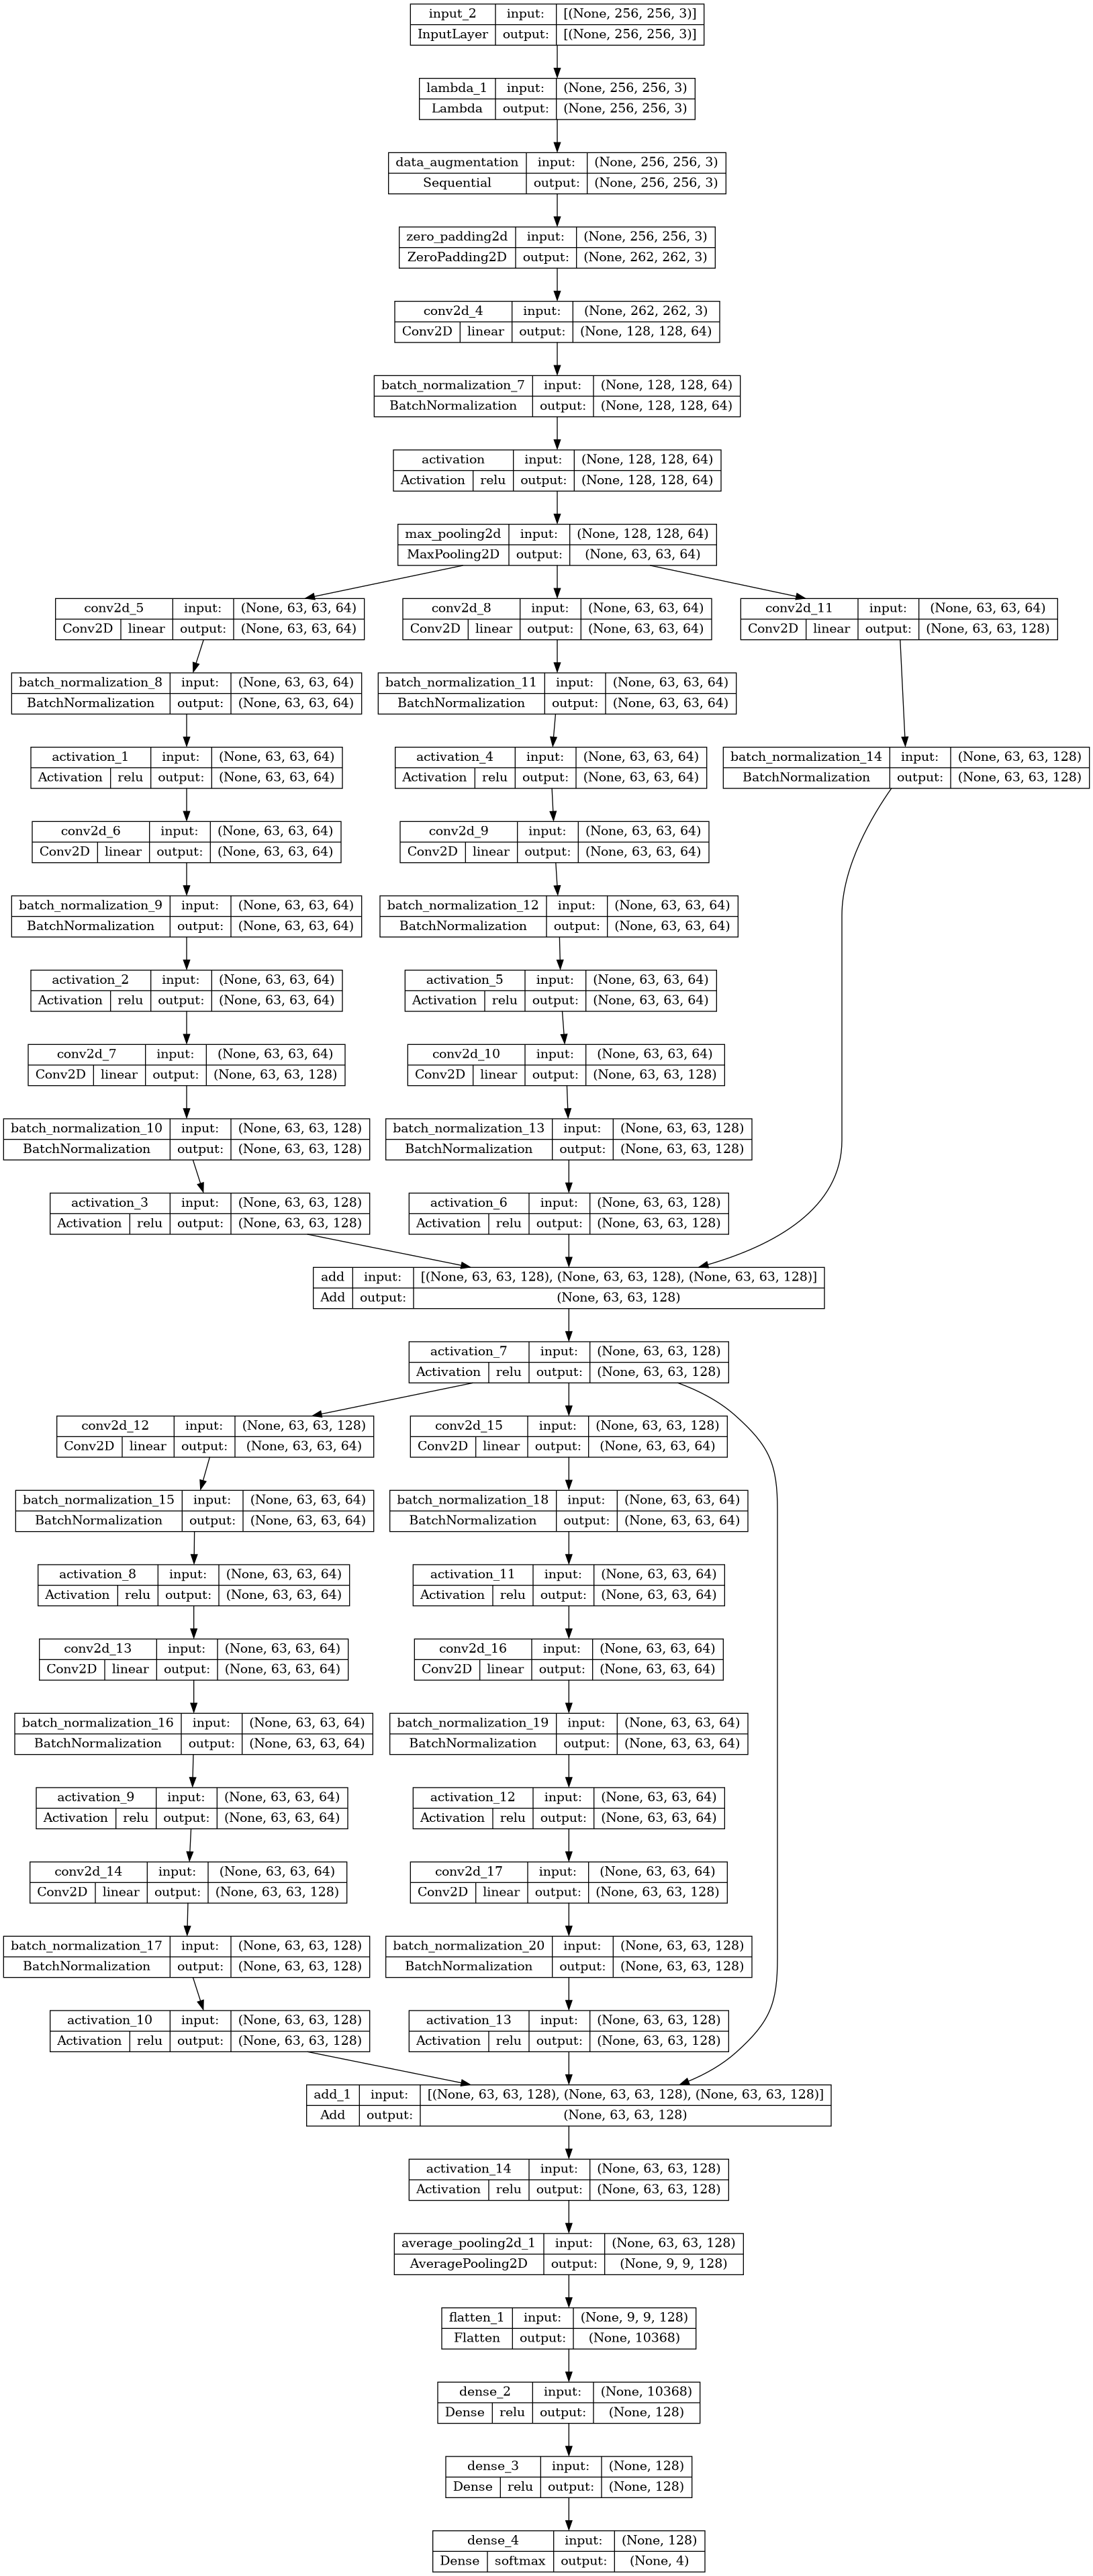 input_2 input: [(None, 256, 256, 3)]
InputLayer output: [(None, 256, 256, 3)]
lambda_1 input: (None, 256, 256, 3)
Lambda output: (None, 256, 256, 3)
data_augmentation input: (None, 256, 256, 3)
Sequential output: (None, 256, 256, 3)
zero_padding2d input: (None, 256, 256, 3)
ZeroPadding2D output: (None, 262, 262, 3)
conv2d_4 input: (None, 262, 262, 3)
Conv2D linear output: (None, 128, 128, 64)
batch_normalization_7 input: (None, 128, 128, 64)
BatchNormalization output: (None, 128, 128, 64)
activation input: (None, 128, 128, 64)
Activation relu output: (None, 128, 128, 64)
max_pooling2d input: (None, 128, 128, 64)
MaxPooling2D output: (None, 63, 63, 64)
conv2d_5 input: (None, 63, 63, 64) conv2d_8 input: (None, 63, 63, 64) conv2d_11 input: (None, 63, 63, 64)
Conv2D linear output: (None, 63, 63, 64) Conv2D linear output: (None, 63, 63, 64) Conv2D linear output: (None, 63, 63, 128)
batch_normalization_8 input: (None, 63, 63, 64) batch_normalization_11 input: (None, 63, 63, 64)
BatchNormalization output: (None, 63, 63, 64) BatchNormalization output: (None, 63, 63, 64)
activation_1 input: (None, 63, 63, 64) activation_4 input: (None, 63, 63, 64) batch_normalization_14 input: (None, 63, 63, 128)
Activation relu output: (None, 63, 63, 64) Activation relu output: (None, 63, 63, 64) BatchNormalization output: (None, 63, 63, 128)
conv2d_6 input: (None, 63, 63, 64) conv2d_9 input: (None, 63, 63, 64)
Conv2D linear output: (None, 63, 63, 64) Conv2D linear output: (None, 63, 63, 64)
batch_normalization_9 input: (None, 63, 63, 64) batch_normalization_12 input: (None, 63, 63, 64)
BatchNormalization output: (None, 63, 63, 64) BatchNormalization output: (None, 63, 63, 64)
activation_2 input: (None, 63, 63, 64) activation_5 input: (None, 63, 63, 64)
Activation relu output: (None, 63, 63, 64) Activation relu output: (None, 63, 63, 64)
conv2d_7 input: (None, 63, 63, 64) conv2d_10 input: (None, 63, 63, 64)
Conv2D linear output: (None, 63, 63, 128) Conv2D linear output: (None, 63, 63, 128)
batch_normalization_10 input: (None, 63, 63, 128) batch_normalization_13 input: (None, 63, 63, 128)
BatchNormalization output: (None, 63, 63, 128) BatchNormalization output: (None, 63, 63, 128)
activation_3 input: (None, 63, 63, 128) activation_6 input: (None, 63, 63, 128)
Activation relu output: (None, 63, 63, 128) Activation relu output: (None, 63, 63, 128)
add input: [(None, 63, 63, 128), (None, 63, 63, 128), (None, 63, 63, 128)]
Add output: (None, 63, 63, 128)
activation_7 input: (None, 63, 63, 128)
Activation relu output: (None, 63, 63, 128)
conv2d_12 input: (None, 63, 63, 128) conv2d_15 input: (None, 63, 63, 128)
Conv2D linear output: (None, 63, 63, 64) Conv2D linear output: (None, 63, 63, 64)
batch_normalization_15 input: (None, 63, 63, 64) batch_normalization_18 input: (None, 63, 63, 64)
BatchNormalization output: (None, 63, 63, 64) BatchNormalization output: (None, 63, 63, 64)
activation_8 input: (None, 63, 63, 64) activation_11 input: (None, 63, 63, 64)
Activation relu output: (None, 63, 63, 64) Activation relu output: (None, 63, 63, 64)
conv2d_13 input: (None, 63, 63, 64) conv2d_16 input: (None, 63, 63, 64)
Conv2D linear output: (None, 63, 63, 64) Conv2D linear output: (None, 63, 63, 64)
batch_normalization_16 input: (None, 63, 63, 64) batch_normalization_19 input: (None, 63, 63, 64)
BatchNormalization output: (None, 63, 63, 64) BatchNormalization output: (None, 63, 63, 64)
activation_9 input: (None, 63, 63, 64) activation_12 input: (None, 63, 63, 64)
Activation relu output: (None, 63, 63, 64) Activation relu output: (None, 63, 63, 64)
conv2d_14 input: (None, 63, 63, 64) conv2d_17 input: (None, 63, 63, 64)
Conv2D linear output: (None, 63, 63, 128) Conv2D linear output: (None, 63, 63, 128)
batch_normalization_17 input: (None, 63, 63, 128) batch_normalization_20 input: (None, 63, 63, 128)
BatchNormalization output: (None, 63, 63, 128) BatchNormalization output: (None, 63, 63, 128)
activation_10 input: (None, 63, 63, 128) activation_13 input: (None, 63, 63, 128)
Activation relu output: (None, 63, 63, 128) Activation relu output: (None, 63, 63, 128)
add_1 input: [(None, 63, 63, 128), (None, 63, 63, 128), (None, 63, 63, 128)]
Add output: (None, 63, 63, 128)
activation_14 input: (None, 63, 63, 128)
Activation relu output: (None, 63, 63, 128)
average_pooling2d_1 input: (None, 63, 63, 128)
AveragePooling2D output: (None, 9, 9, 128)
flatten_1 input: (None, 9, 9, 128)
Flatten output: (None, 10368)
dense_2 input: (None, 10368)
Dense relu output: (None, 128)
dense_3 input: (None, 128)
Dense relu output: (None, 128)
dense_4 input: (None, 128)
Dense softmax output: (None, 4)